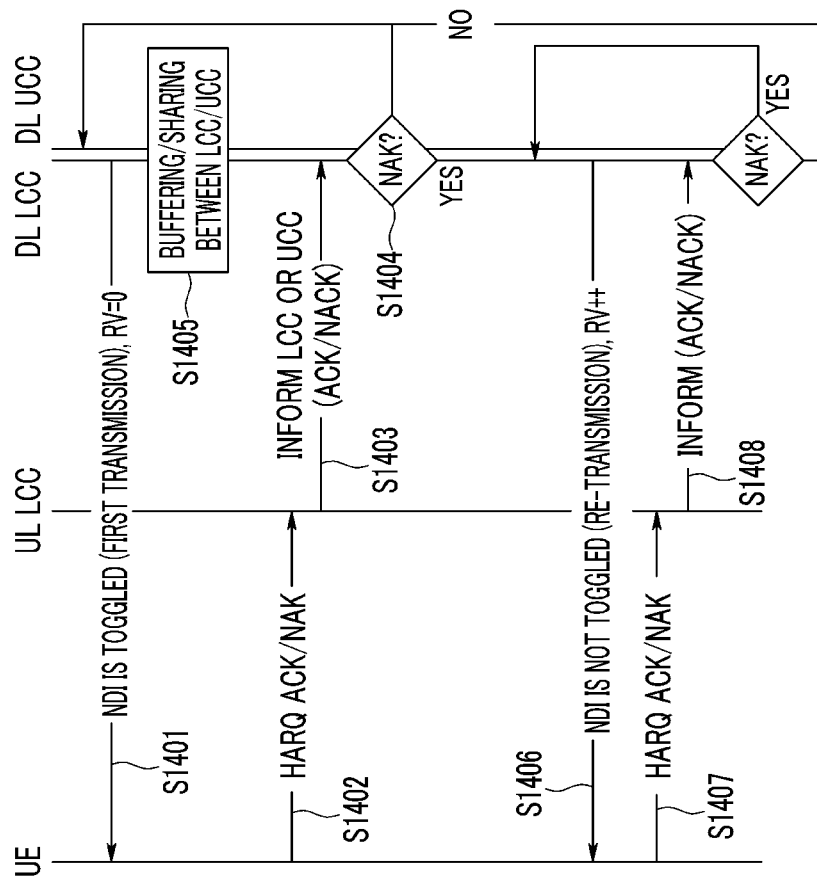 UE
UL LCC
DL LCC
DL UCC
NDI IS TOGGLED (FIRST TRANSMISSION), RV=0
S1401
BUFFERING/SHARING
BETWEEN LCC/UCC
S1405
HARQ ACK/NAK
S1402
INFORM LCC OR UCC
(ACK/NACK)
S1403
NAK?
S1404
YES
NO
NDI IS NOT TOGGLED (RE-TRANSMISSION), RV++
S1406
HARQ ACK/NAK
S1407
INFORM (ACK/NACK)
S1408
NAK?
YES